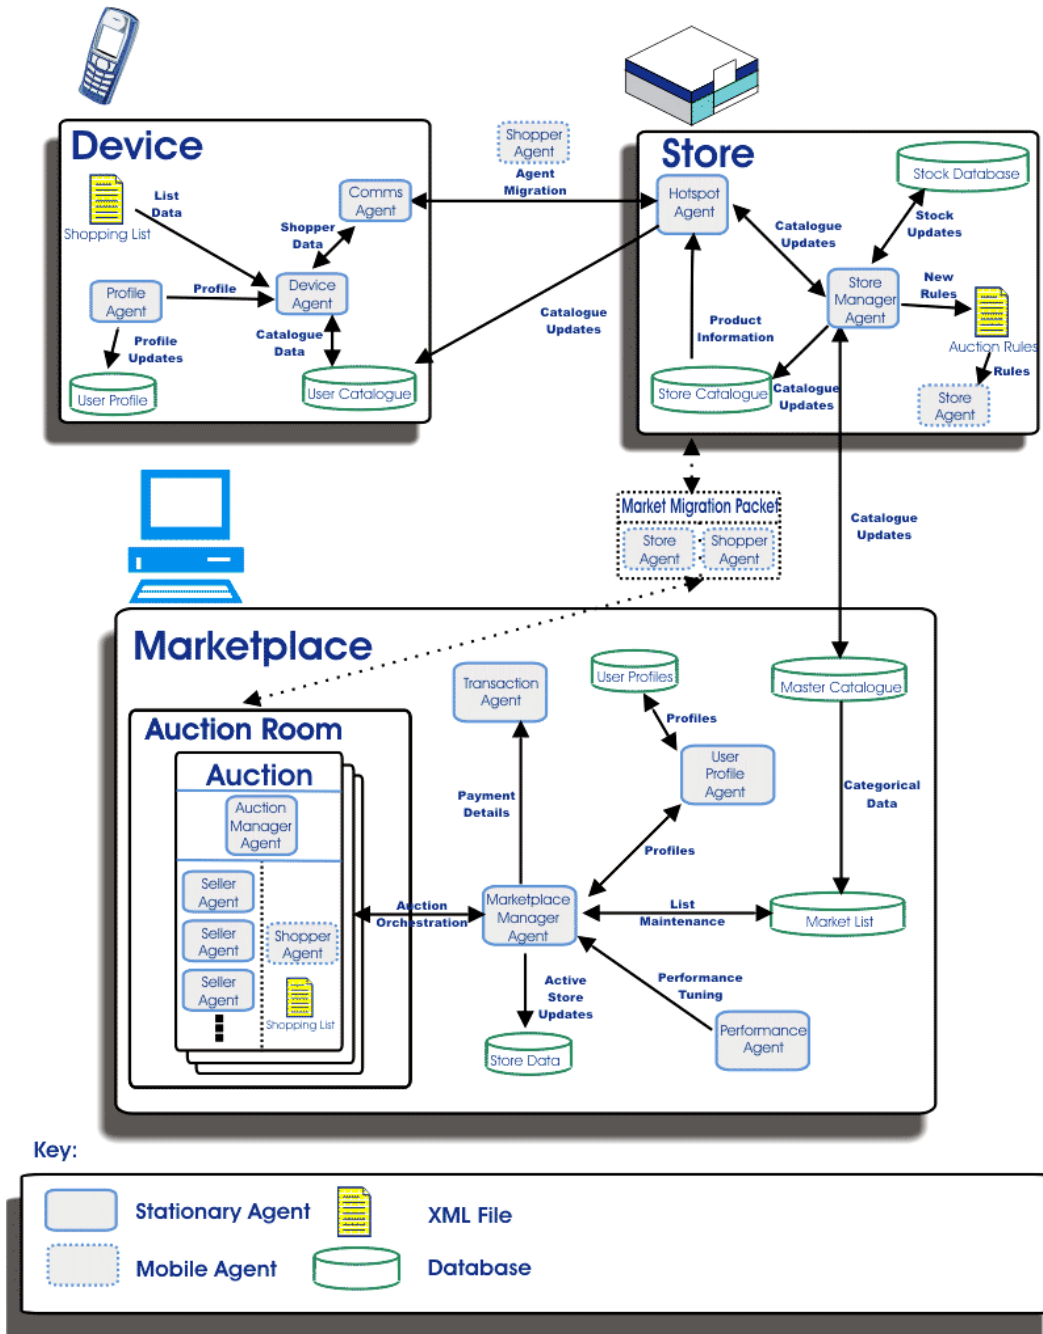 Device
List
Data
Shopping List
Comms
Agent
Shopper
Data
Profile
Agent
Profile
Device
Agent
Profile
Updates
Catalogue
Data
User Profile
User Catalogue
Shopper
Agent
Agent
Migration
Catalogue
Updates
Store
Hotspot
Agent
Stock Database
Catalogue
Updates
Stock
Updates
Store
Manager
Agent
New
Rules
Product
Information
Auction Rules
Rules
Store Catalogue
Catalogue
Updates
Store
Agent
Market Migration Packet
Store
Agent
Shopper
Agent
Catalogue
Updates
Marketplace
Transaction
Agent
User Profiles
Master Catalogue
Profiles
User
Profile
Agent
Payment
Details
Categorical
Data
Profiles
Auction Room
Auction
Auction
Manager
Agent
Seller
Agent
Seller
Agent
Seller
Agent
Shopper
Agent
Shopping List
Auction
Orchestration
Marketplace
Manager
Agent
List
Maintenance
Market List
Active
Store
Updates
Performance
Tuning
Store Data
Performance
Agent
Key:
Stationary Agent
XML File
Mobile Agent
Database